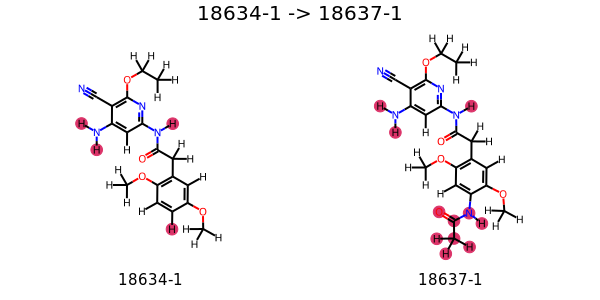 18634-1 -> 18637-1
H H H
H H H
N O H O H
N H N H
H N H N
N H N H
H H H H
O H O H
H O H O H
H H H H
H O H O
H H O N H H
H H H H H
H H
18634-1 18637-1